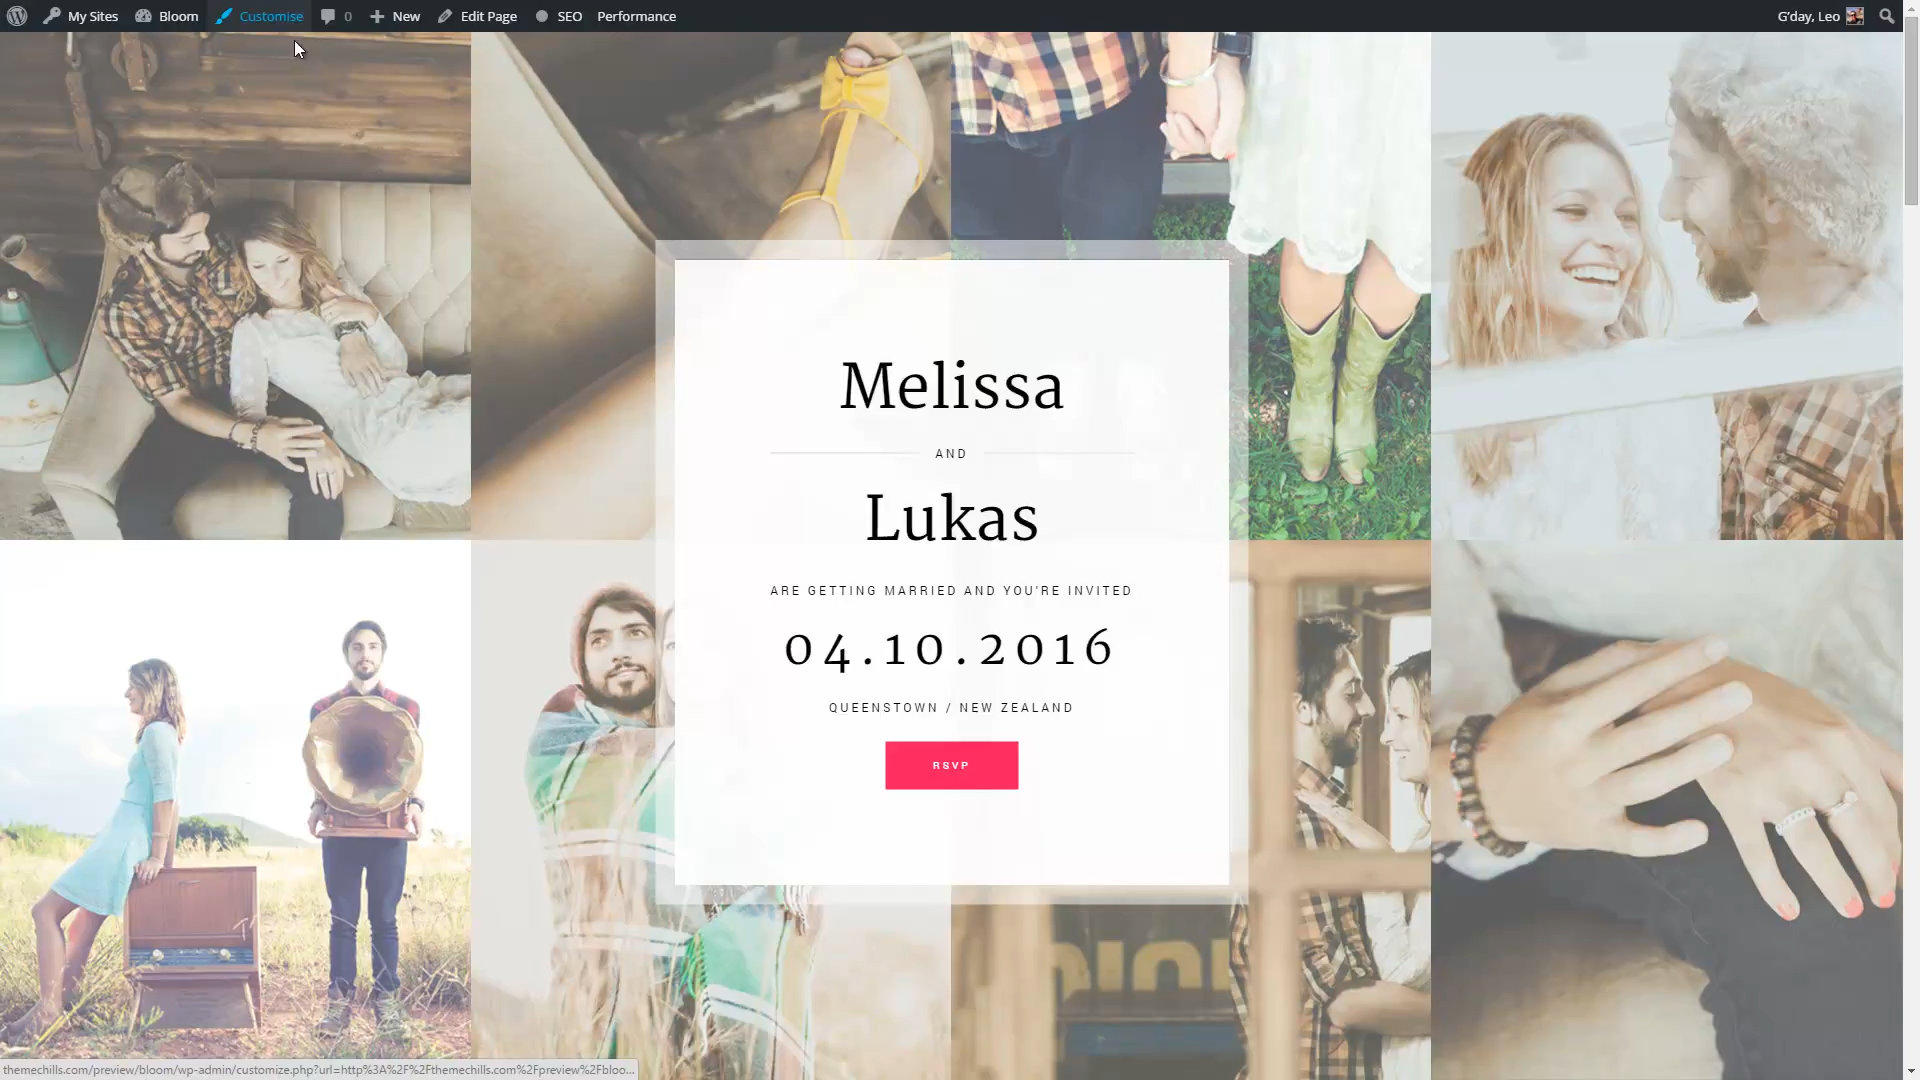 My Sites Bloom Customise 0 New Edit Page SEO Performance G'day, Leo
Melissa
AND
Lukas
ARE GETTING MARRIED AND YOU'RE INVITED
04.10.2016
QUEENSTOWN / NEW ZEALAND
RSVP
themechills.com/preview/bloom/wp-admin/customize.php?url=http%3A%2F%2Fthemechills.com%2Fpreview%2Fbloo...